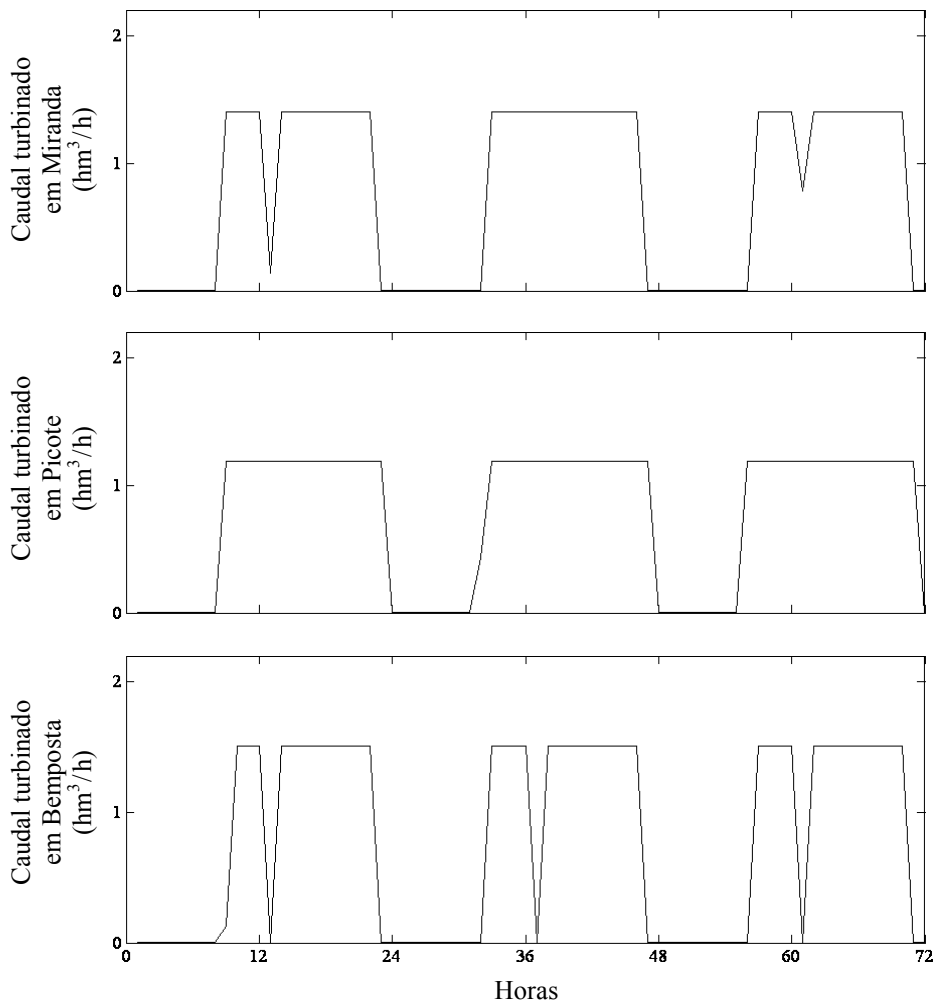 Caudal turbinado
em Miranda
(hm³/h)
2
1
0
Caudal turbinado
em Picote
(hm³/h)
2
1
0
Caudal turbinado
em Bemposta
(hm³/h)
2
1
0
0 12 24 36 48 60 72
Horas